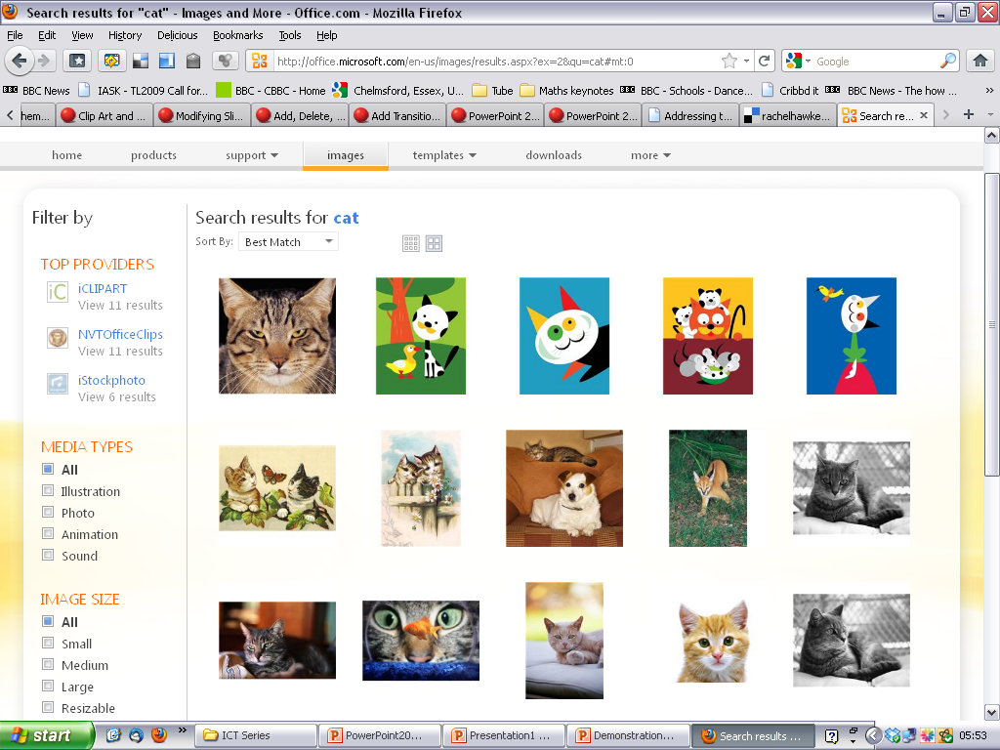 Search results for "cat" - Images and More - Office.com - Mozilla Firefox
File Edit View History Delicious Bookmarks Tools Help
http://office.microsoft.com/en-us/images/results.aspx?ex=2&qu=cat#mt:0
Google
BBC News IASK - TL2009 Call for... BBC - CBBC - Home Chelmsford, Essex, U... Tube Maths keynotes BBC - Schools - Dance... Cribbd it BBC News - The how ... »
hem... Clip Art and ... Modifying Sli... Add, Delete, ... Add Transitio... PowerPoint 2... PowerPoint 2... Addressing t... rachelhawke... Search re...
home products support images templates downloads more
Filter by
Search results for cat
Sort By: Best Match
TOP PROVIDERS
iC iCLIPART
View 11 results
NVTOfficeClips
View 11 results
iStockphoto
View 6 results
MEDIA TYPES
All
Illustration
Photo
Animation
Sound
IMAGE SIZE
All
Small
Medium
Large
Resizable
start » ICT Series PowerPoint20... Presentation1 ... Demonstration... Search results ... 05:53